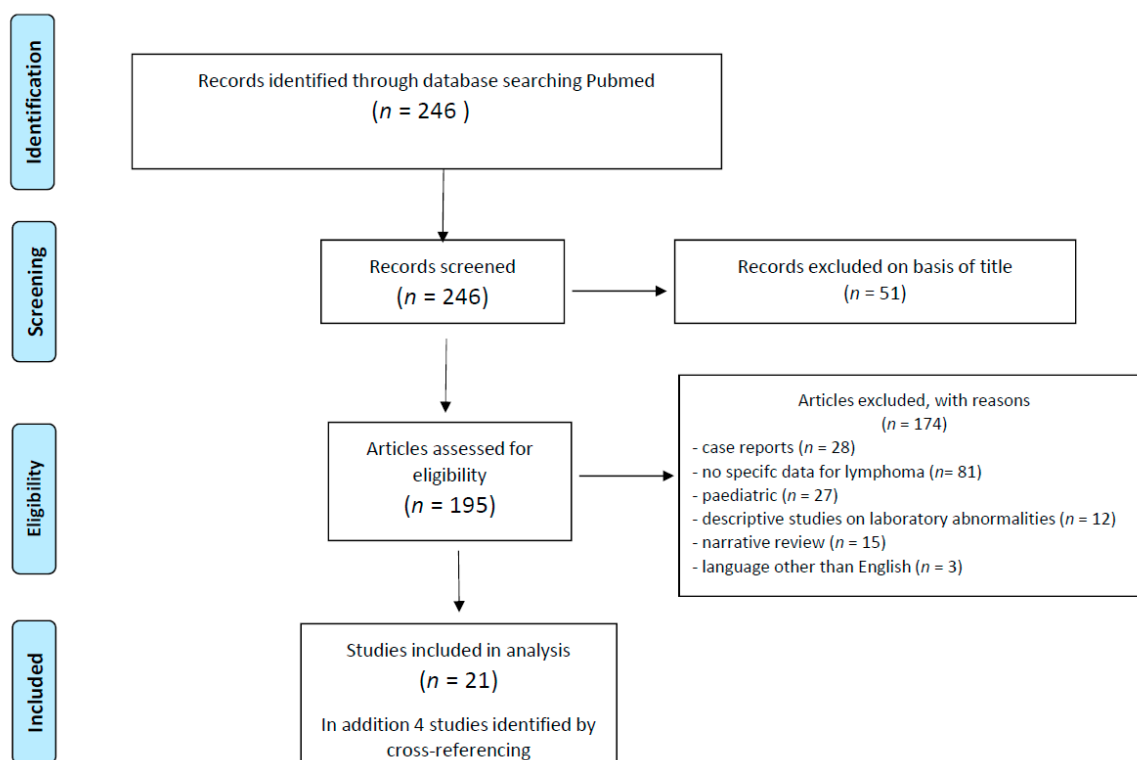 Identification
Records identified through database searching Pubmed
(n = 246 )
Screening
Records screened
(n = 246)
Records excluded on basis of title
(n = 51)
Eligibility
Articles assessed for
eligibility
(n = 195)
Articles excluded, with reasons
(n = 174)
- case reports (n = 28)
- no specifc data for lymphoma (n= 81)
- paediatric (n = 27)
- descriptive studies on laboratory abnormalities (n = 12)
- narrative review (n = 15)
- language other than English (n = 3)
Included
Studies included in analysis
(n = 21)
In addition 4 studies identified by
cross-referencing